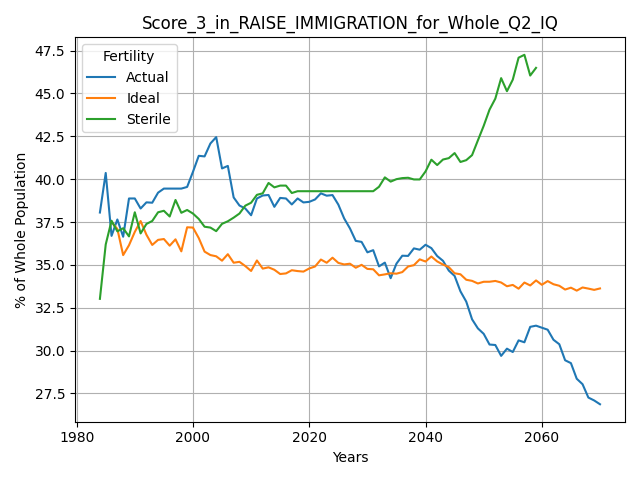 Score_3_in_RAISE_IMMIGRATION_for_Whole_Q2_IQ
Fertility
Actual
Ideal
Sterile
% of Whole Population
47.5
45.0
42.5
40.0
37.5
35.0
32.5
30.0
27.5
1980
2000
2020
2040
2060
Years